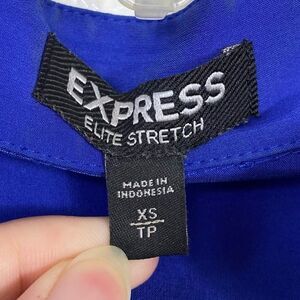 EXPRESS
ELITE STRETCH
MADE IN
INDONESIA
XS
TP